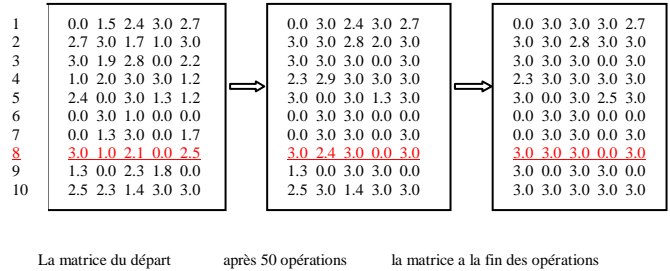 1 0.0 1.5 2.4 3.0 2.7 0.0 3.0 2.4 3.0 2.7 0.0 3.0 3.0 3.0 2.7
2 2.7 3.0 1.7 1.0 3.0 3.0 3.0 2.8 2.0 3.0 3.0 3.0 2.8 3.0 3.0
3 3.0 1.9 2.8 0.0 2.2 3.0 3.0 3.0 0.0 3.0 3.0 3.0 3.0 0.0 3.0
4 1.0 2.0 3.0 3.0 1.2 2.3 2.9 3.0 3.0 3.0 2.3 3.0 3.0 3.0 3.0
5 2.4 0.0 3.0 1.3 1.2 3.0 0.0 3.0 1.3 3.0 3.0 0.0 3.0 2.5 3.0
6 0.0 3.0 1.0 0.0 0.0 0.0 3.0 3.0 0.0 0.0 0.0 3.0 3.0 0.0 0.0
7 0.0 1.3 3.0 0.0 1.7 0.0 3.0 3.0 0.0 3.0 0.0 3.0 3.0 0.0 3.0
8 3.0 1.0 2.1 0.0 2.5 3.0 2.4 3.0 0.0 3.0 3.0 3.0 3.0 0.0 3.0
9 1.3 0.0 2.3 1.8 0.0 1.3 0.0 3.0 3.0 0.0 3.0 0.0 3.0 3.0 0.0
10 2.5 2.3 1.4 3.0 3.0 2.5 3.0 1.4 3.0 3.0 3.0 3.0 3.0 3.0 3.0
La matrice du départ après 50 opérations la matrice a la fin des opérations